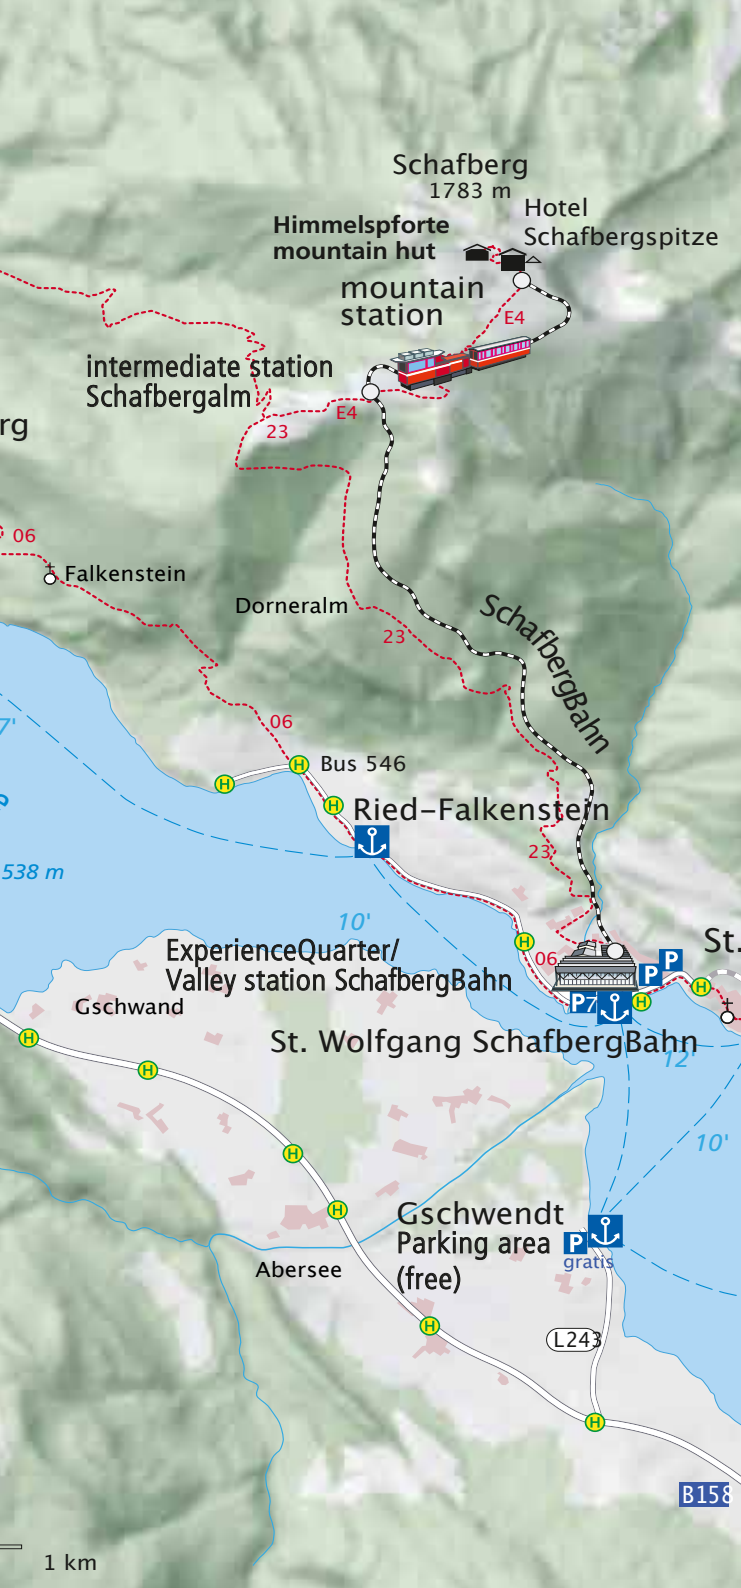 Schafberg
1783 m
Hotel
Schafbergspitze
Himmelspforte
mountain hut
mountain
station
E4
intermediate station
Schafbergalm
E4
23
rg
06
Falkenstein
Dorneralm
23
SchafbergBahn
06
7'
Bus 546
Ried-Falkenstein
538 m
23
10'
ExperienceQuarter/
Valley station SchafbergBahn
06
St.
P
P
P7
Gschwand
St. Wolfgang SchafbergBahn
12'
10'
Gschwendt
Parking area
(free)
P
gratis
Abersee
L243
B158
1 km
H
H
H
H
H
H
H
H
H
H
H
H